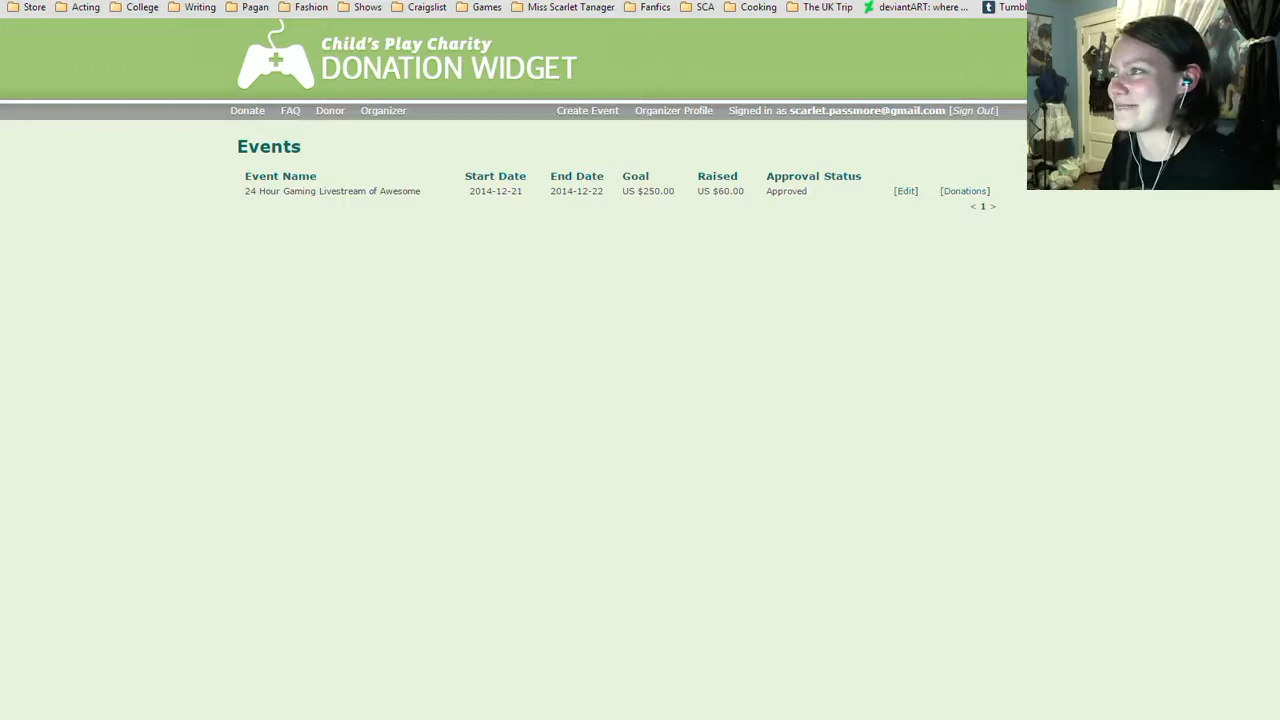 Store Acting College Writing Pagan Fashion Shows Craigslist Games Miss Scarlet Tanager Fanfics SCA Cooking The UK Trip deviantART: where ... Tumbl
Child's Play Charity
DONATION WIDGET
Donate FAQ Donor Organizer Create Event Organizer Profile Signed in as scarlet.passmore@gmail.com [Sign Out]
Events
Event Name Start Date End Date Goal Raised Approval Status
24 Hour Gaming Livestream of Awesome 2014-12-21 2014-12-22 US $250.00 US $60.00 Approved [Edit] [Donations]
< 1 >